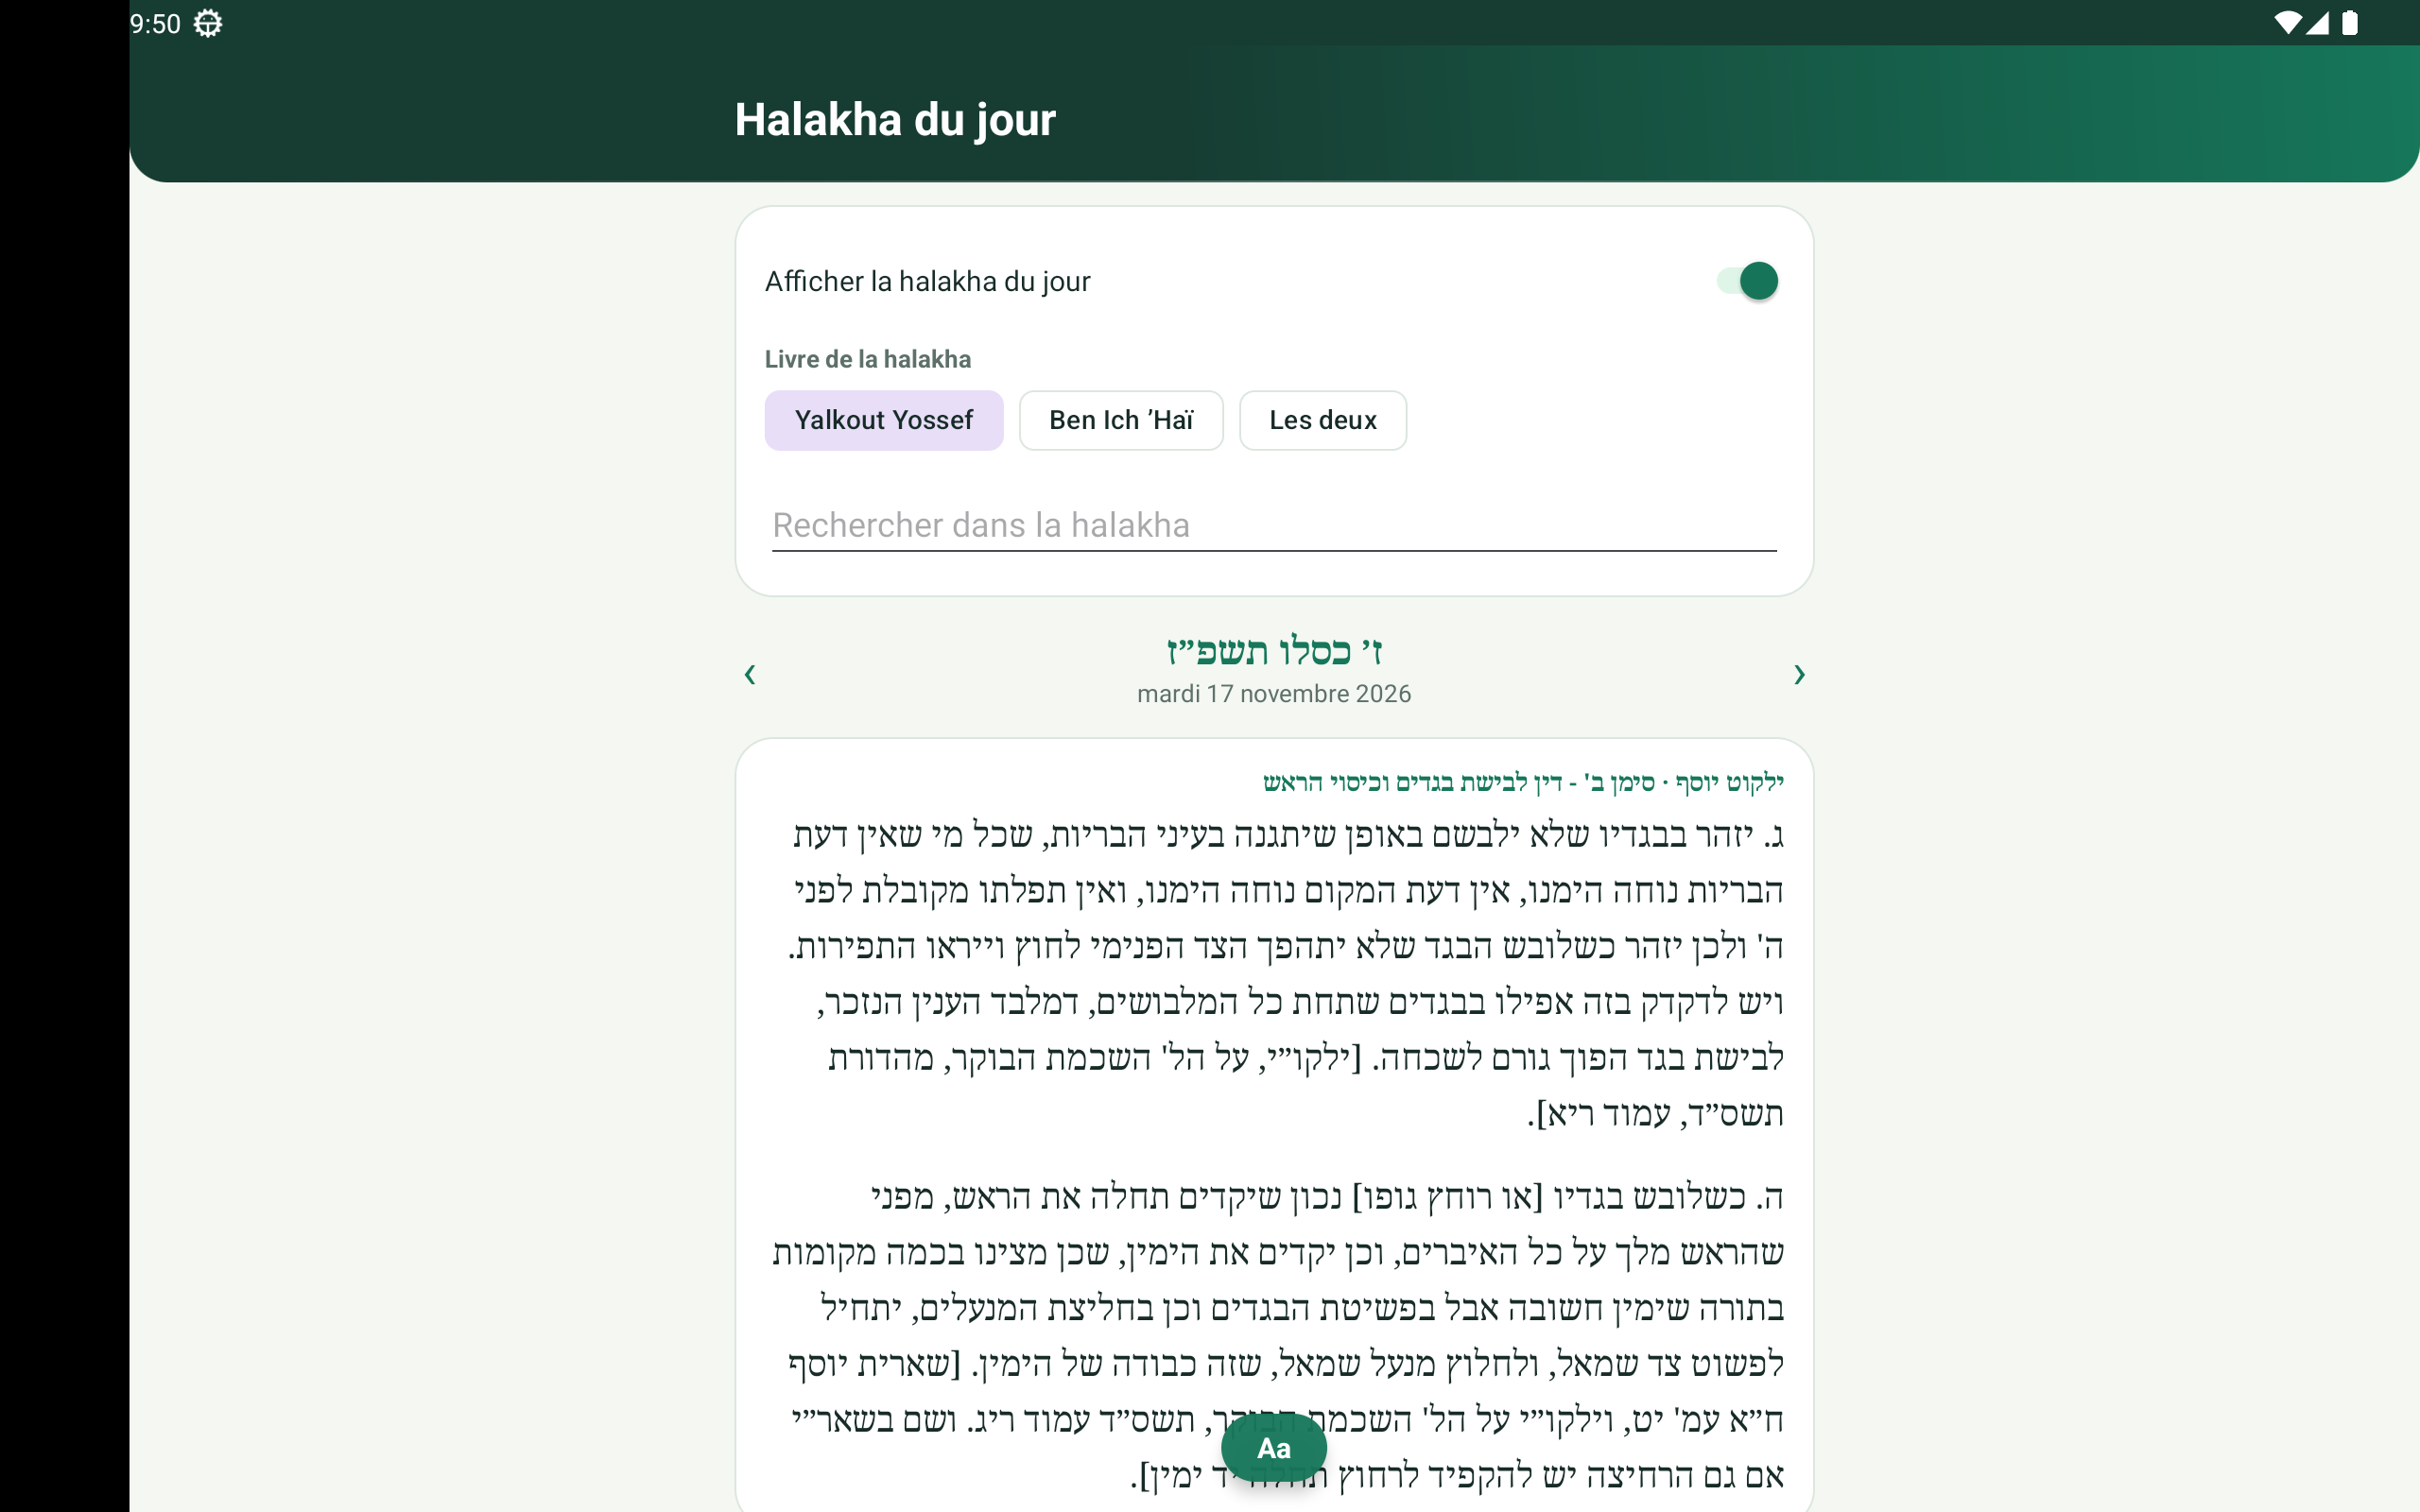 9:50
Halakha du jour
Afficher la halakha du jour
Livre de la halakha
Yalkout Yossef
Ben Ich ’Haï
Les deux
Rechercher dans la halakha
ז’ כסלו תשפ”ז
mardi 17 novembre 2026
ילקוט יוסף · סימן ב' - דין לבישת בגדים וכיסוי הראש
ג. יזהר בבגדיו שלא ילבשם באופן שיתגנה בעיני הבריות, שכל מי שאין דעת
הבריות נוחה הימנו, אין דעת המקום נוחה הימנו, ואין תפלתו מקובלת לפני
ה' ולכן יזהר כשלובש הבגד שלא יתהפך הצד הפנימי לחוץ וייראו התפירות.
ויש לדקדק בזה אפילו בבגדים שתחת כל המלבושים, דמלבד הענין הנזכר,
לבישת בגד הפוך גורם לשכחה. [ילקו”י, על הל' השכמת הבוקר, מהדורת
תשס”ד, עמוד ריא].
ה. כשלובש בגדיו [או רוחץ גופו] נכון שיקדים תחלה את הראש, מפני
שהראש מלך על כל האיברים, וכן יקדים את הימין, שכן מצינו בכמה מקומות
בתורה שימין חשובה אבל בפשיטת הבגדים וכן בחליצת המנעלים, יתחיל
לפשוט צד שמאל, ולחלוץ מנעל שמאל, שזה כבודה של הימין. [שארית יוסף
ח”א עמ' יט, וילקו”י על הל' השכמת הבוקר, תשס”ד עמוד ריג. ושם בשאר”י
אם גם הרחיצה יש להקפיד לרחוץ תחלה יד ימין].
Aa